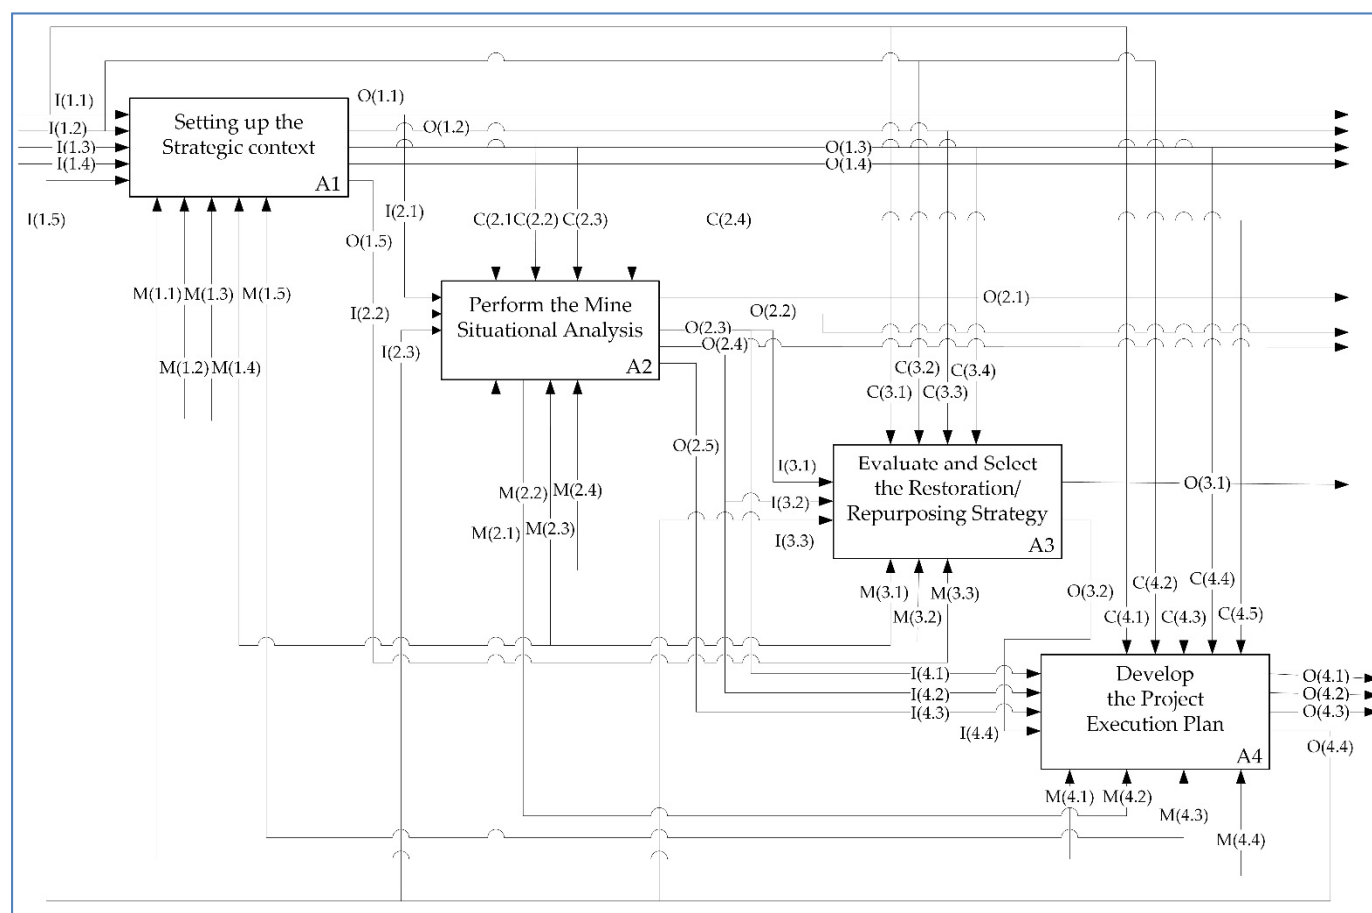 I(1.1)
I(1.2)
I(1.3)
I(1.4)
I(1.5)
Setting up the
Strategic context
A1
O(1.1)
O(1.2)
O(1.3)
O(1.4)
O(1.5)
M(1.1)
M(1.3)
M(1.5)
M(1.2)
M(1.4)
I(2.1)
I(2.2)
I(2.3)
C(2.1
C(2.2)
C(2.3)
C(2.4)
Perform the Mine
Situational Analysis
A2
O(2.1)
O(2.2)
O(2.3)
O(2.4)
O(2.5)
M(2.2)
M(2.4)
M(2.1)
M(2.3)
C(3.2)
C(3.4)
C(3.1)
C(3.3)
I(3.1)
I(3.2)
I(3.3)
Evaluate and Select
the Restoration/
Repurposing Strategy
A3
O(3.1)
O(3.2)
M(3.1)
M(3.3)
M(3.2)
C(4.2)
C(4.4)
C(4.1)
C(4.3)
C(4.5)
I(4.1)
I(4.2)
I(4.3)
I(4.4)
Develop
the Project
Execution Plan
A4
O(4.1)
O(4.2)
O(4.3)
O(4.4)
M(4.1)
M(4.2)
M(4.3)
M(4.4)